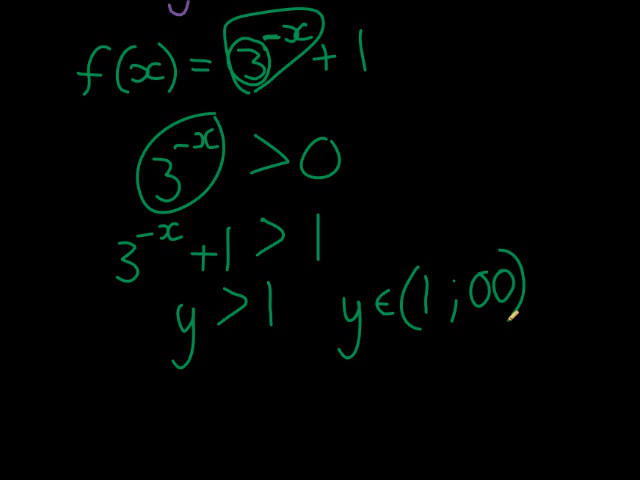 f(x) = 3^{-x} + 1
3^{-x} > 0
3^{-x} + 1 > 1
y > 1 y ∈ (1 ; ∞)